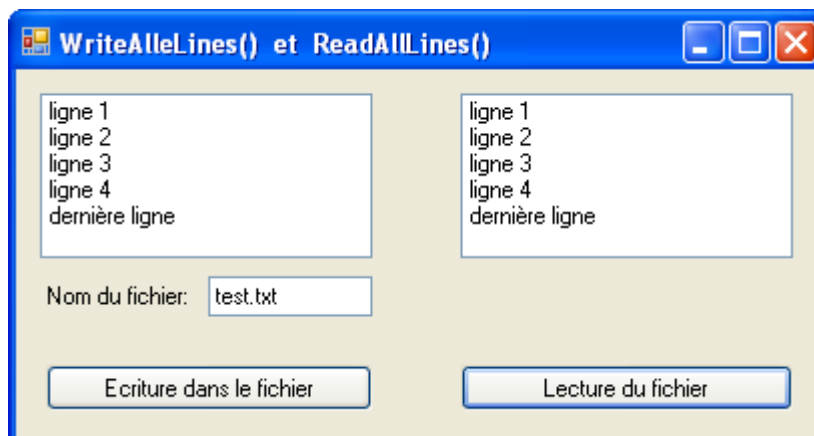 WriteAlleLines() et ReadAllLines()
ligne 1
ligne 2
ligne 3
ligne 4
dernière ligne
ligne 1
ligne 2
ligne 3
ligne 4
dernière ligne
Nom du fichier: test.txt
Ecriture dans le fichier
Lecture du fichier